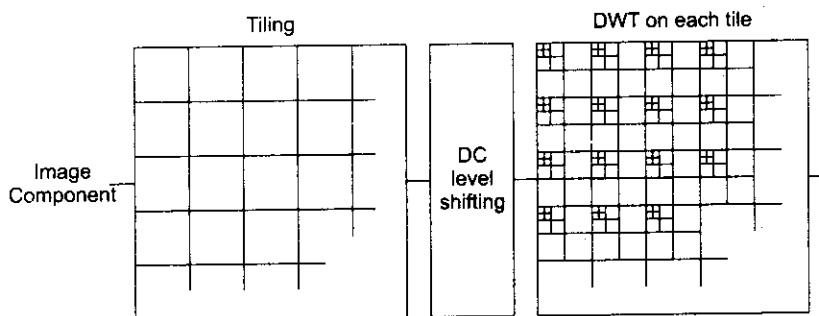 Tiling
DWT on each tile
Image
Component
DC
level
shifting